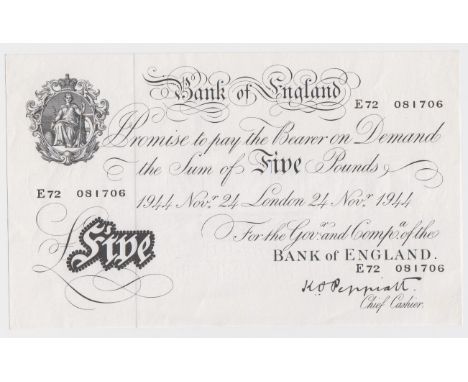 Bank of England
E72 081706
I Promise to pay the Bearer on Demand
the Sum of Five Pounds
E72 081706
1944 Nov.r 24 London 24 Nov.r 1944
For the Gov.r and Comp.a of the
BANK of ENGLAND.
£Five
E72 081706
K O Peppiatt.
Chief Cashier.